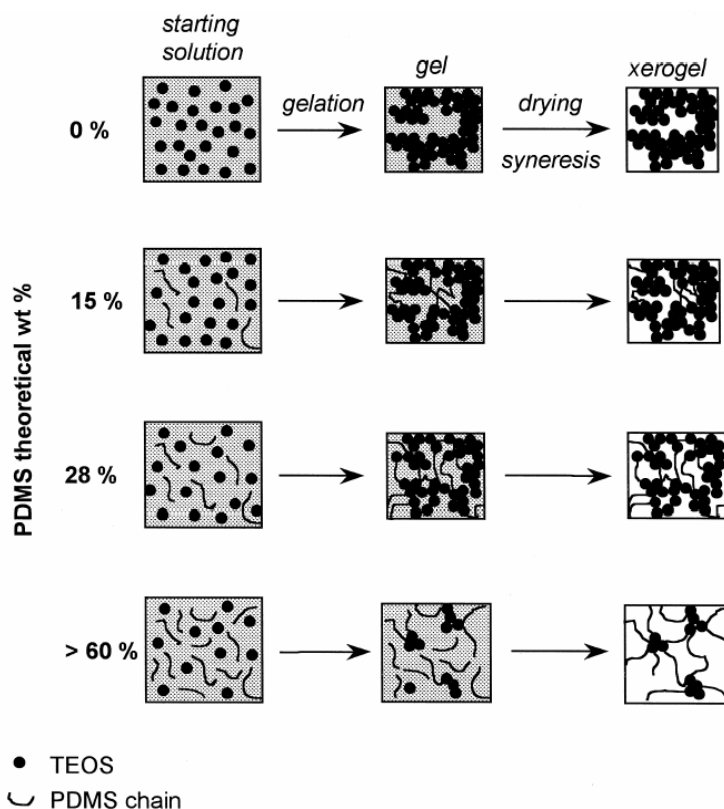 starting
solution
gelation
gel
drying
syneresis
xerogel
0 %
15 %
28 %
> 60 %
PDMS theoretical wt %
TEOS
PDMS chain